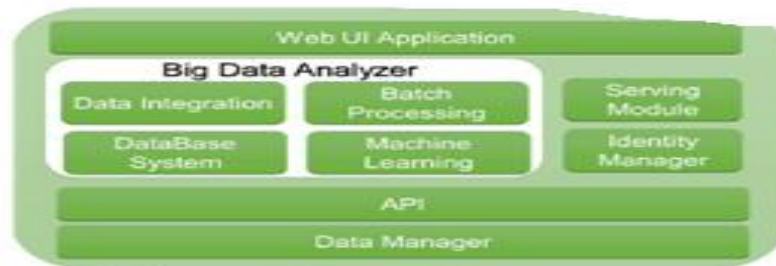 Web UI Application
Big Data Analyzer
Data Integration
Batch
Processing
Serving
Module
DataBase
System
Machine
Learning
Identity
Manager
API
Data Manager